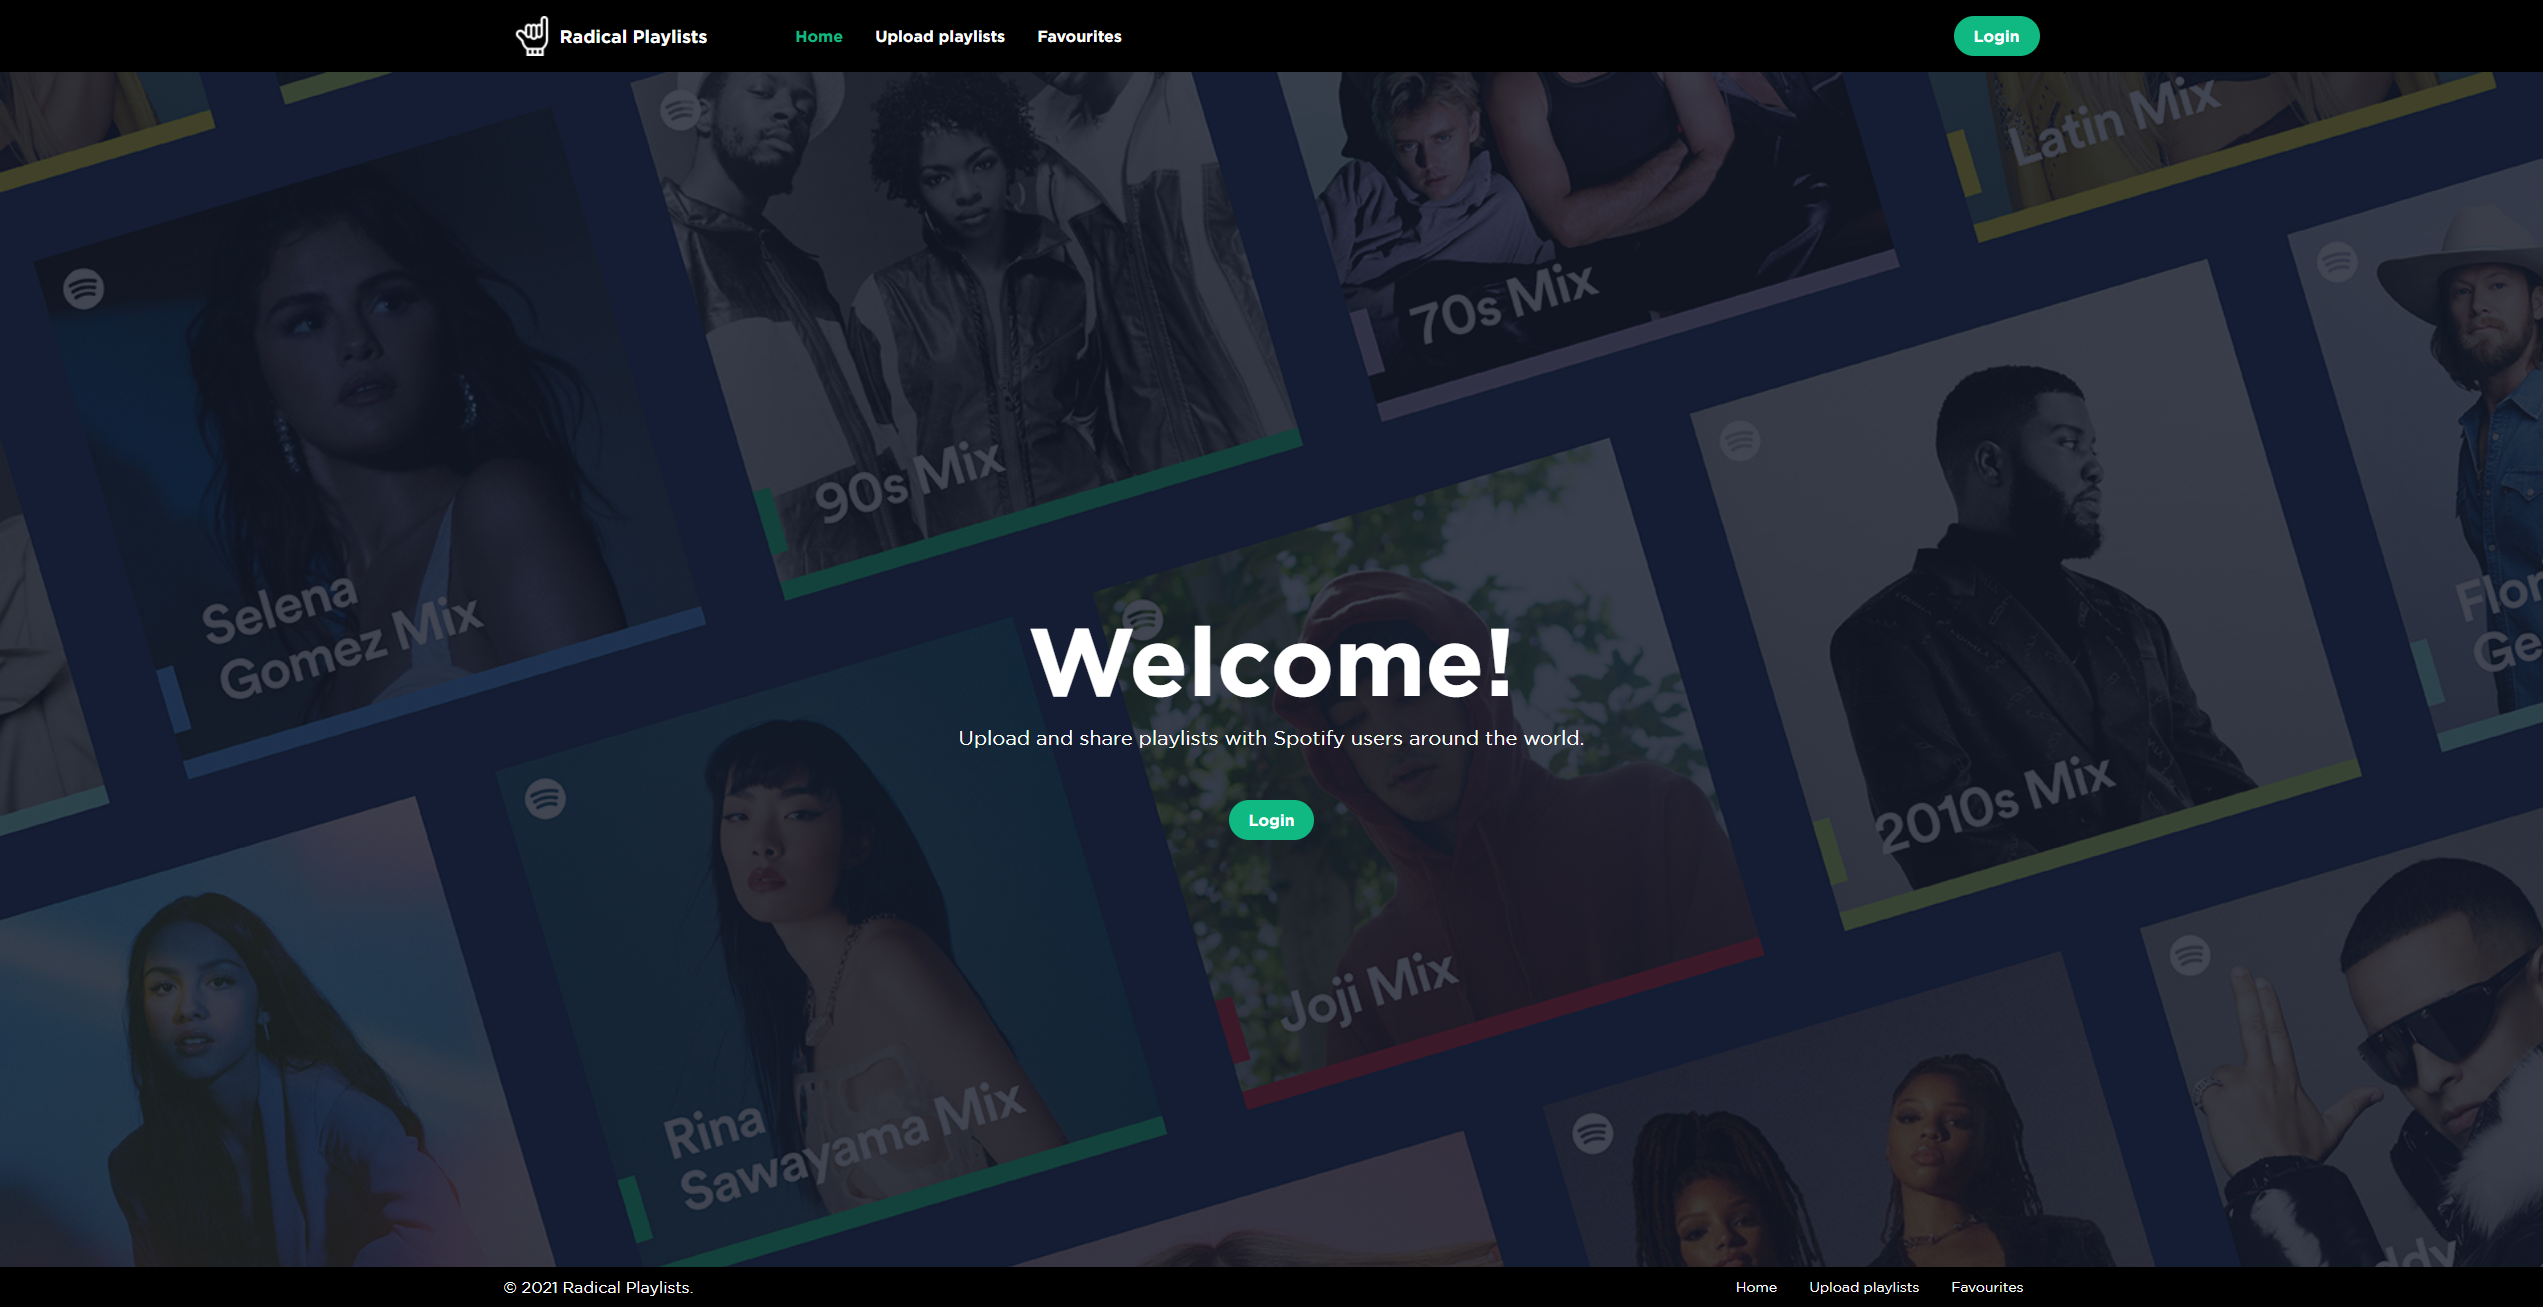 Radical Playlists
Home
Upload playlists
Favourites
Login
Latin Mix
70s Mix
90s Mix
Selena
Gomez Mix
Welcome!
Upload and share playlists with Spotify users around the world.
Login
2010s Mix
Joji Mix
Rina
Sawayama Mix
© 2021 Radical Playlists.
Home
Upload playlists
Favourites